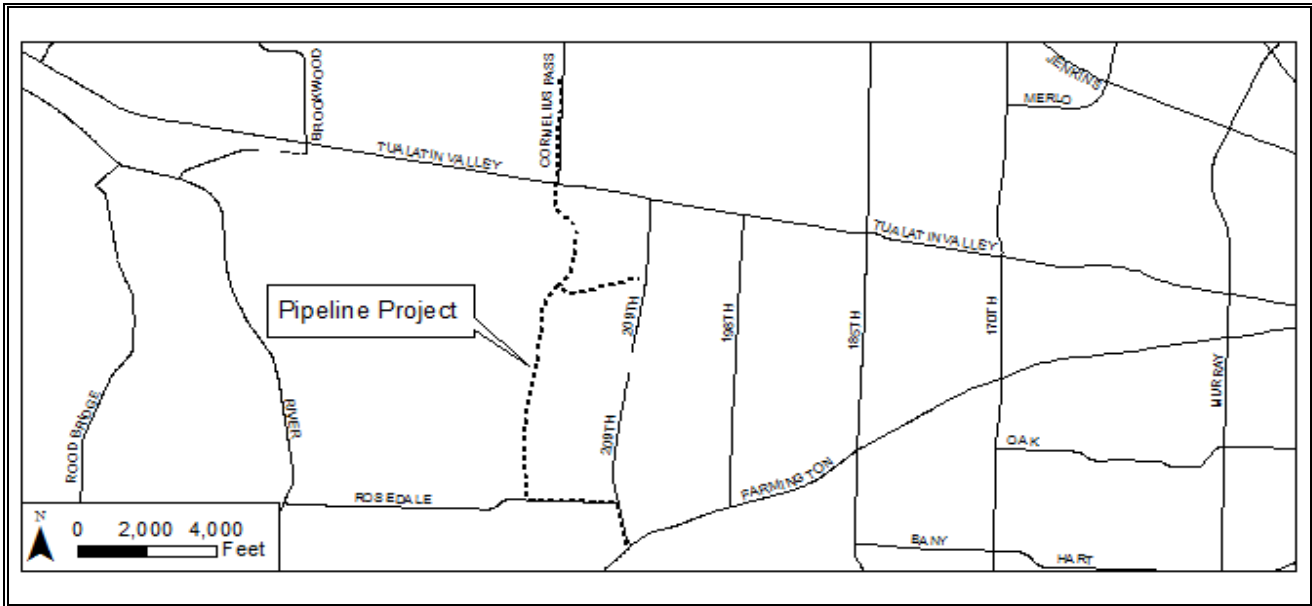 BROOKWOOD
CORNELIUS PASS
JENKINS
MERLO
TUALATIN VALLEY
TUALATIN VALLEY
Pipeline Project
209TH
198TH
185TH
170TH
MURRAY
ROOD BRIDGE
RIVER
209TH
OAK
FARMINGTON
ROSEDALE
BANY
HART
N
0 2,000 4,000
Feet